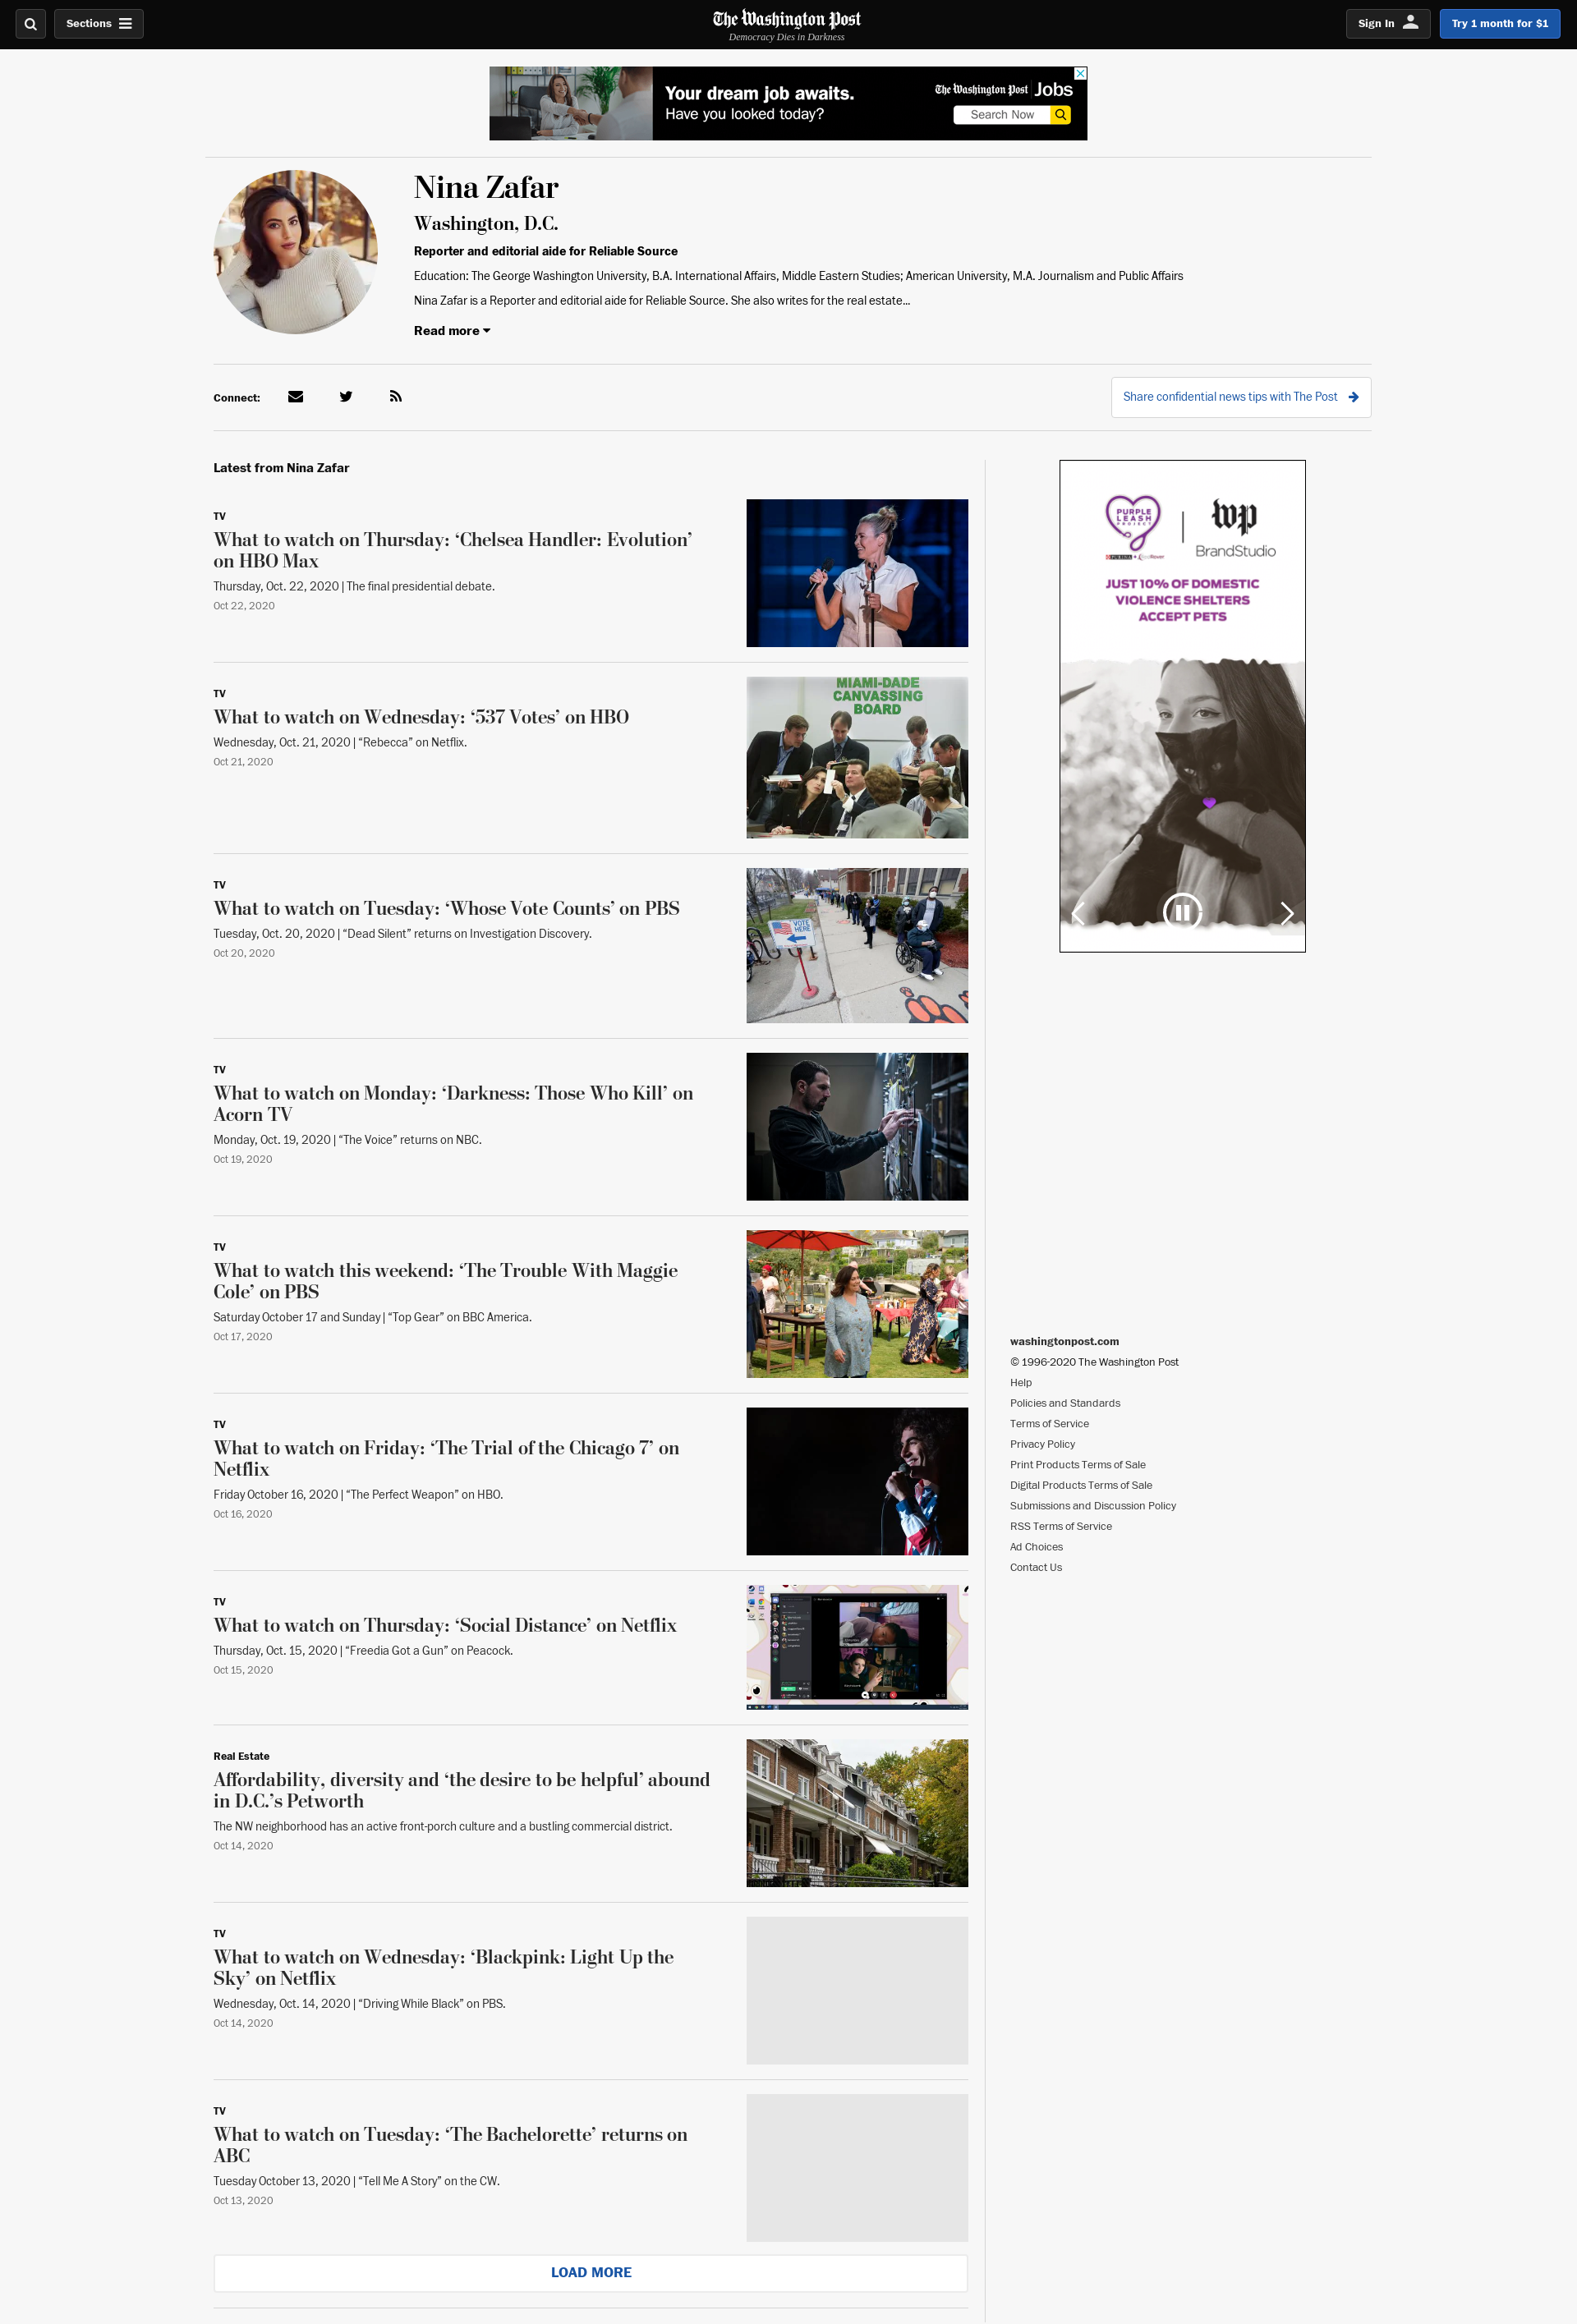 Sections
The Washington Post
Democracy Dies in Darkness
Sign In
Try 1 month for $1
Your dream job awaits.
Have you looked today?
The Washington Post Jobs
Search Now
Nina Zafar
Washington, D.C.
Reporter and editorial aide for Reliable Source
Education: The George Washington University, B.A. International Affairs, Middle Eastern Studies; American University, M.A. Journalism and Public Affairs
Nina Zafar is a Reporter and editorial aide for Reliable Source. She also writes for the real estate...
Read more
Connect:
Share confidential news tips with The Post
Latest from Nina Zafar
TV
What to watch on Thursday: ‘Chelsea Handler: Evolution’
on HBO Max
Thursday, Oct. 22, 2020 | The final presidential debate.
Oct 22, 2020
TV
What to watch on Wednesday: ‘537 Votes’ on HBO
Wednesday, Oct. 21, 2020 | “Rebecca” on Netflix.
Oct 21, 2020
MIAMI-DADE
CANVASSING
BOARD
TV
What to watch on Tuesday: ‘Whose Vote Counts’ on PBS
Tuesday, Oct. 20, 2020 | “Dead Silent” returns on Investigation Discovery.
Oct 20, 2020
VOTE
HERE
TV
What to watch on Monday: ‘Darkness: Those Who Kill’ on
Acorn TV
Monday, Oct. 19, 2020 | “The Voice” returns on NBC.
Oct 19, 2020
TV
What to watch this weekend: ‘The Trouble With Maggie
Cole’ on PBS
Saturday October 17 and Sunday | “Top Gear” on BBC America.
Oct 17, 2020
TV
What to watch on Friday: ‘The Trial of the Chicago 7’ on
Netflix
Friday October 16, 2020 | “The Perfect Weapon” on HBO.
Oct 16, 2020
TV
What to watch on Thursday: ‘Social Distance’ on Netflix
Thursday, Oct. 15, 2020 | “Freedia Got a Gun” on Peacock.
Oct 15, 2020
Real Estate
Affordability, diversity and ‘the desire to be helpful’ abound
in D.C.’s Petworth
The NW neighborhood has an active front-porch culture and a bustling commercial district.
Oct 14, 2020
TV
What to watch on Wednesday: ‘Blackpink: Light Up the
Sky’ on Netflix
Wednesday, Oct. 14, 2020 | “Driving While Black” on PBS.
Oct 14, 2020
TV
What to watch on Tuesday: ‘The Bachelorette’ returns on
ABC
Tuesday October 13, 2020 | “Tell Me A Story” on the CW.
Oct 13, 2020
LOAD MORE
PURPLE
LEASH
PROJECT
PURINA
wp
BrandStudio
JUST 10% OF DOMESTIC
VIOLENCE SHELTERS
ACCEPT PETS
washingtonpost.com
© 1996-2020 The Washington Post
Help
Policies and Standards
Terms of Service
Privacy Policy
Print Products Terms of Sale
Digital Products Terms of Sale
Submissions and Discussion Policy
RSS Terms of Service
Ad Choices
Contact Us